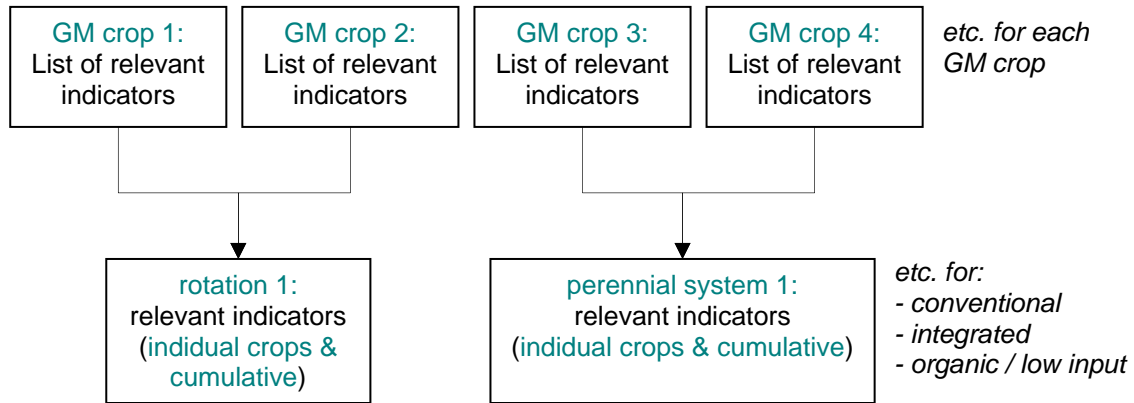 GM crop 1:
List of relevant
indicators
GM crop 2:
List of relevant
indicators
GM crop 3:
List of relevant
indicators
GM crop 4:
List of relevant
indicators
etc. for each
GM crop
rotation 1:
relevant indicators
(indidual crops &
cumulative)
perennial system 1:
relevant indicators
(indidual crops & cumulative)
etc. for:
- conventional
- integrated
- organic / low input